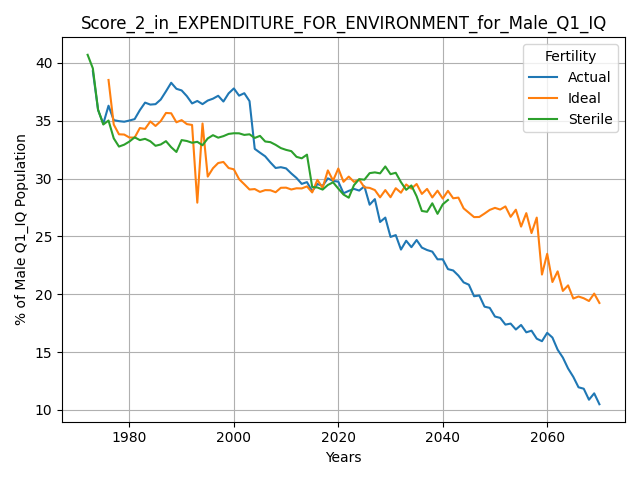 Score_2_in_EXPENDITURE_FOR_ENVIRONMENT_for_Male_Q1_IQ
Fertility
Actual
Ideal
Sterile
% of Male Q1_IQ Population
40
35
30
25
20
15
10
1980
2000
2020
2040
2060
Years